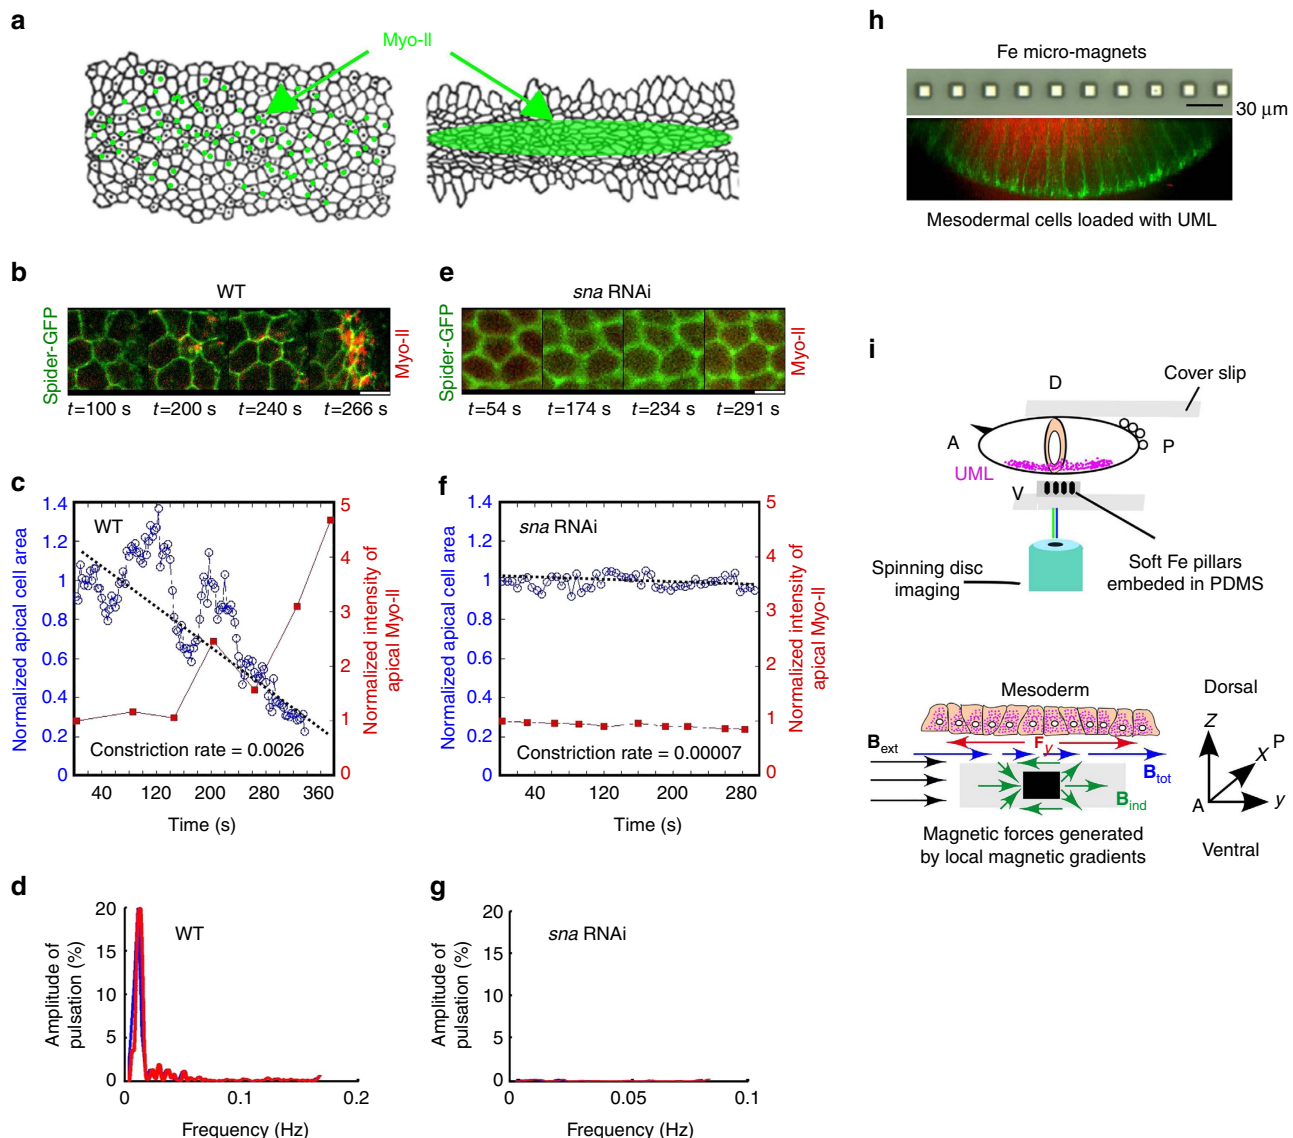 a
Myo-II
b
WT
Spider-GFP
Myo-II
t=100 s
t=200 s
t=240 s
t=266 s
e
sna RNAi
Spider-GFP
Myo-II
t=54 s
t=174 s
t=234 s
t=291 s
c
Normalized apical cell area
1.4
1.2
1
0.8
0.6
0.4
0.2
0
WT
Constriction rate = 0.0026
5
4
3
2
1
0
Normalized intensity of
apical Myo-II
40
120
200
280
360
Time (s)
f
Normalized apical cell area
1.4
1.2
1
0.8
0.6
0.4
0.2
0
sna RNAi
Constriction rate = 0.00007
5
4
3
2
1
0
Normalized intensity of
apical Myo-II
40
120
200
280
Time (s)
d
Amplitude of
pulsation (%)
20
15
10
5
0
WT
0
0.1
0.2
Frequency (Hz)
g
Amplitude of
pulsation (%)
20
15
10
5
0
sna RNAi
0
0.05
0.1
Frequency (Hz)
h
Fe micro-magnets
30 μm
Mesodermal cells loaded with UML
i
Cover slip
D
A
P
UML
V
Spinning disc
imaging
Soft Fe pillars
embeded in PDMS
Mesoderm
Dorsal
Bext
Fy
Btot
Bind
Z
X
P
A
y
Magnetic forces generated
by local magnetic gradients
Ventral